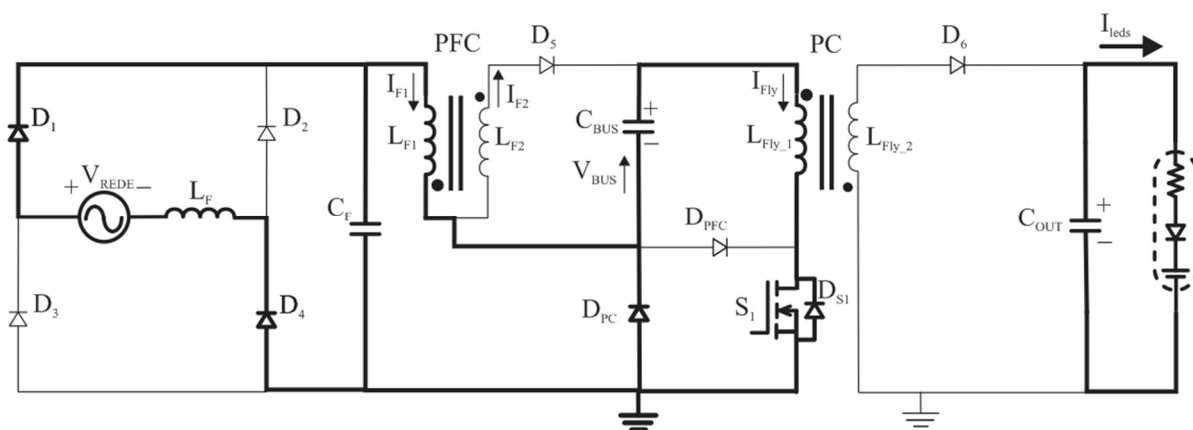 PFC
D5
PC
D6
Ileds
D1
D2
IF1
IF2
LF1
LF2
CBUS
+
−
VBUS
IFly
LFly_1
LFly_2
+ VREDE −
LF
CF
DPFC
COUT
+
−
D3
D4
DPC
S1
DS1